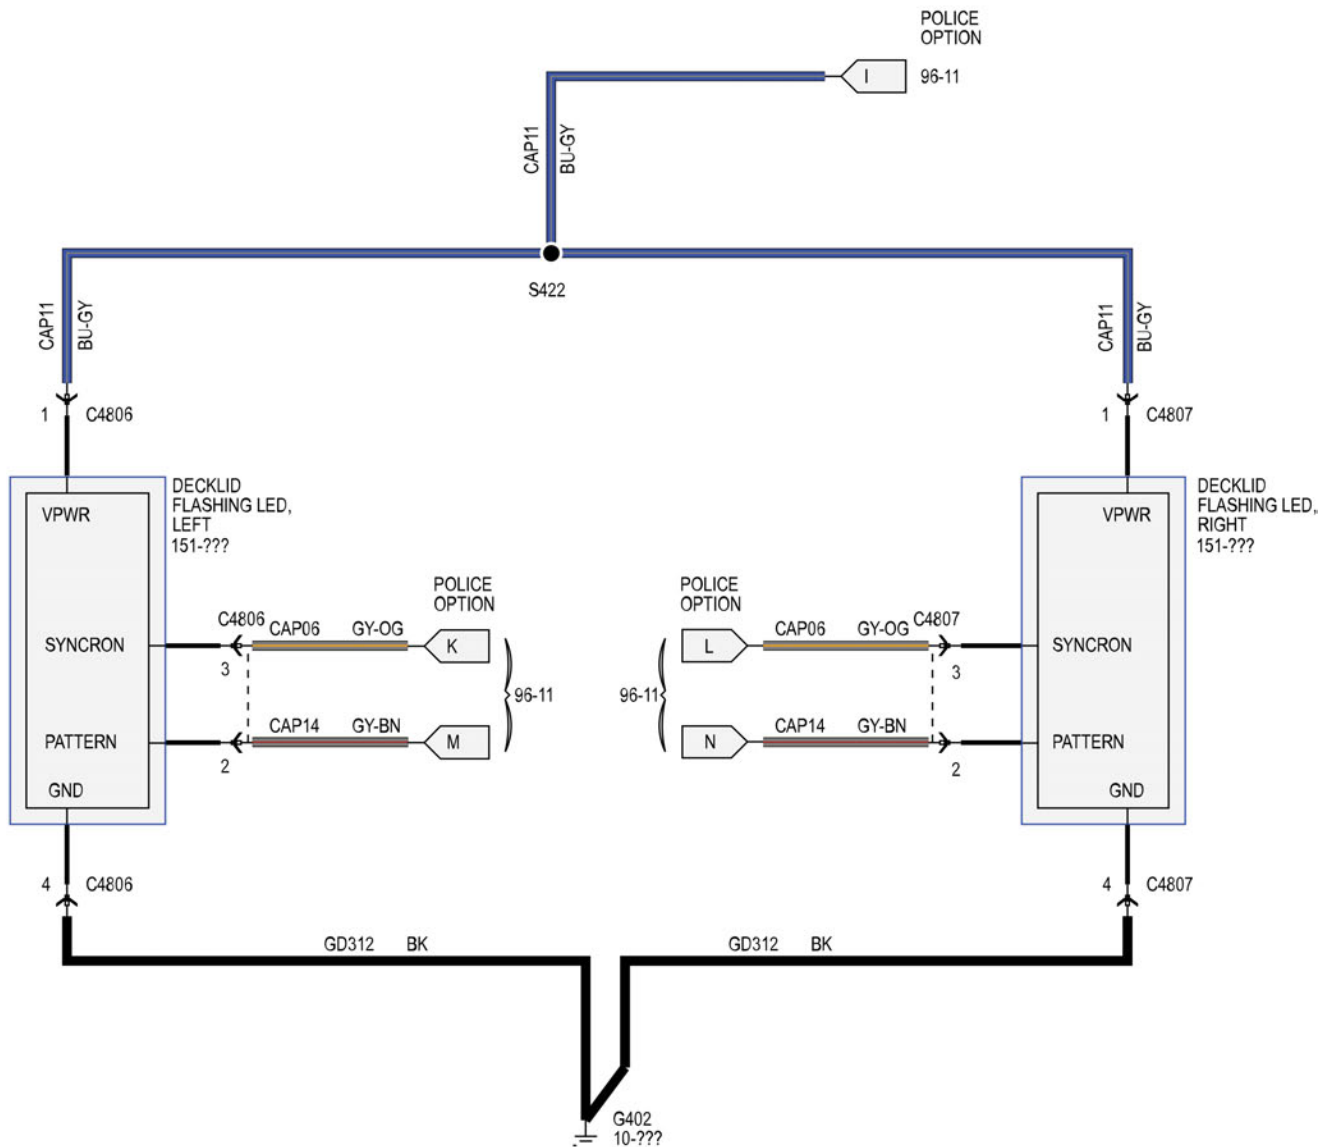 POLICE
OPTION
I
96-11
CAP11
BU-GY
S422
CAP11
BU-GY
CAP11
BU-GY
1
C4806
1
C4807
DECKLID
FLASHING LED,
LEFT
151-???
VPWR
DECKLID
FLASHING LED,
RIGHT
151-???
VPWR
POLICE
OPTION
POLICE
OPTION
SYNCRON
C4806
3
CAP06 GY-OG
K
L
CAP06 GY-OG
C4807
3
SYNCRON
96-11
96-11
PATTERN
2
CAP14 GY-BN
M
N
CAP14 GY-BN
2
PATTERN
GND
GND
4
C4806
4
C4807
GD312 BK
GD312 BK
G402
10-???